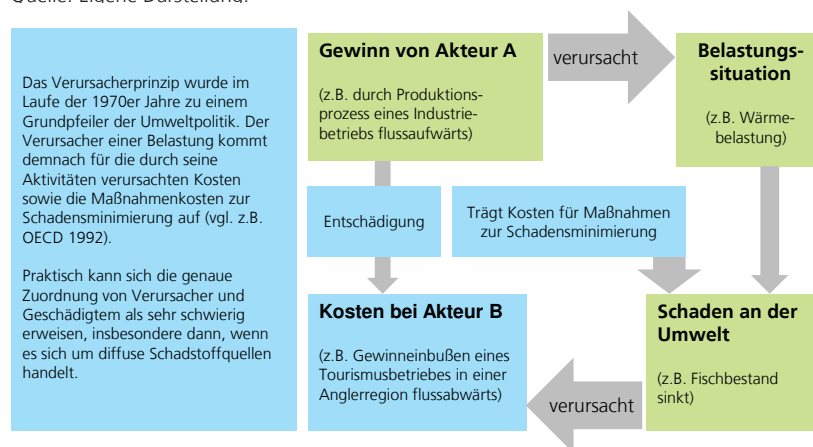 Quelle: Eigene Darstellung.
Das Verursacherprinzip wurde im
Laufe der 1970er Jahre zu einem
Grundpfeiler der Umweltpolitik. Der
Verursacher einer Belastung kommt
demnach für die durch seine
Aktivitäten verursachten Kosten
sowie die Maßnahmenkosten zur
Schadensminimierung auf (vgl. z.B.
OECD 1992).
Praktisch kann sich die genaue
Zuordnung von Verursacher und
Geschädigtem als sehr schwierig
erweisen, insbesondere dann, wenn
es sich um diffuse Schadstoffquellen
handelt.
Gewinn von Akteur A
(z.B. durch Produktions-
prozess eines Industrie-
betriebs flussaufwärts)
verursacht
Belastungs-
situation
(z.B. Wärme-
belastung)
Entschädigung
Trägt Kosten für Maßnahmen
zur Schadensminimierung
Kosten bei Akteur B
(z.B. Gewinneinbußen eines
Tourismusbetriebes in einer
Anglerregion flussabwärts)
verursacht
Schaden an der
Umwelt
(z.B. Fischbestand
sinkt)